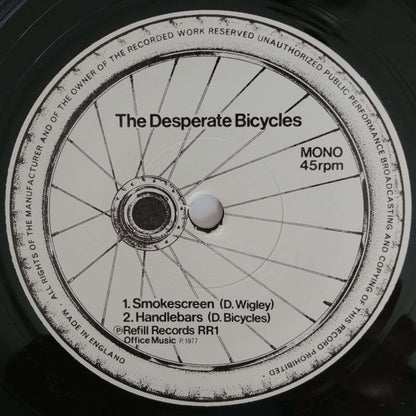 ALL RIGHTS OF THE MANUFACTURER AND OF THE OWNER OF THE RECORDED WORK RESERVED UNAUTHORIZED PUBLIC PERFORMANCE BROADCASTING AND COPYING OF THIS RECORD PROHIBITED · MADE IN ENGLAND ·
The Desperate Bicycles
MONO
45rpm
1. Smokescreen (D. Wigley)
2. Handlebars (D. Bicycles)
Ⓟ Refill Records RR1
Office Music P. 1977